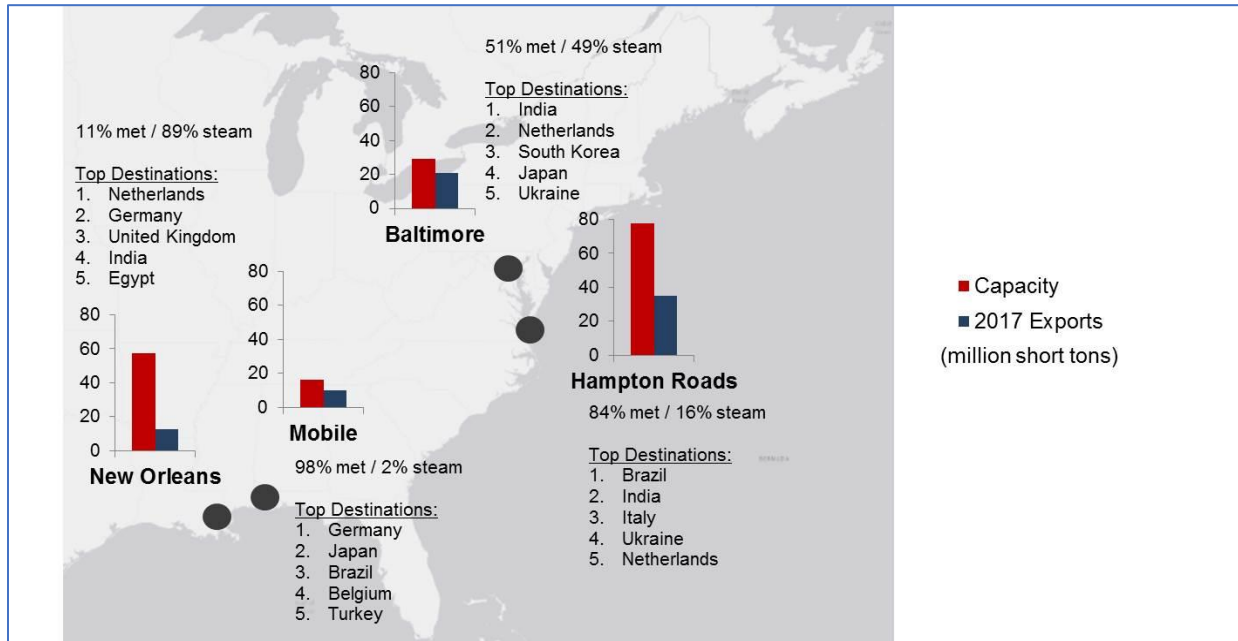 51% met / 49% steam
80
60
40
20
0
Top Destinations:
1. India
2. Netherlands
3. South Korea
4. Japan
5. Ukraine
Baltimore
11% met / 89% steam
Top Destinations:
1. Netherlands
2. Germany
3. United Kingdom
4. India
5. Egypt
80
60
40
20
0
New Orleans
80
60
40
20
0
Mobile
98% met / 2% steam
Top Destinations:
1. Germany
2. Japan
3. Brazil
4. Belgium
5. Turkey
80
60
40
20
0
Hampton Roads
84% met / 16% steam
Top Destinations:
1. Brazil
2. India
3. Italy
4. Ukraine
5. Netherlands
Capacity
2017 Exports
(million short tons)